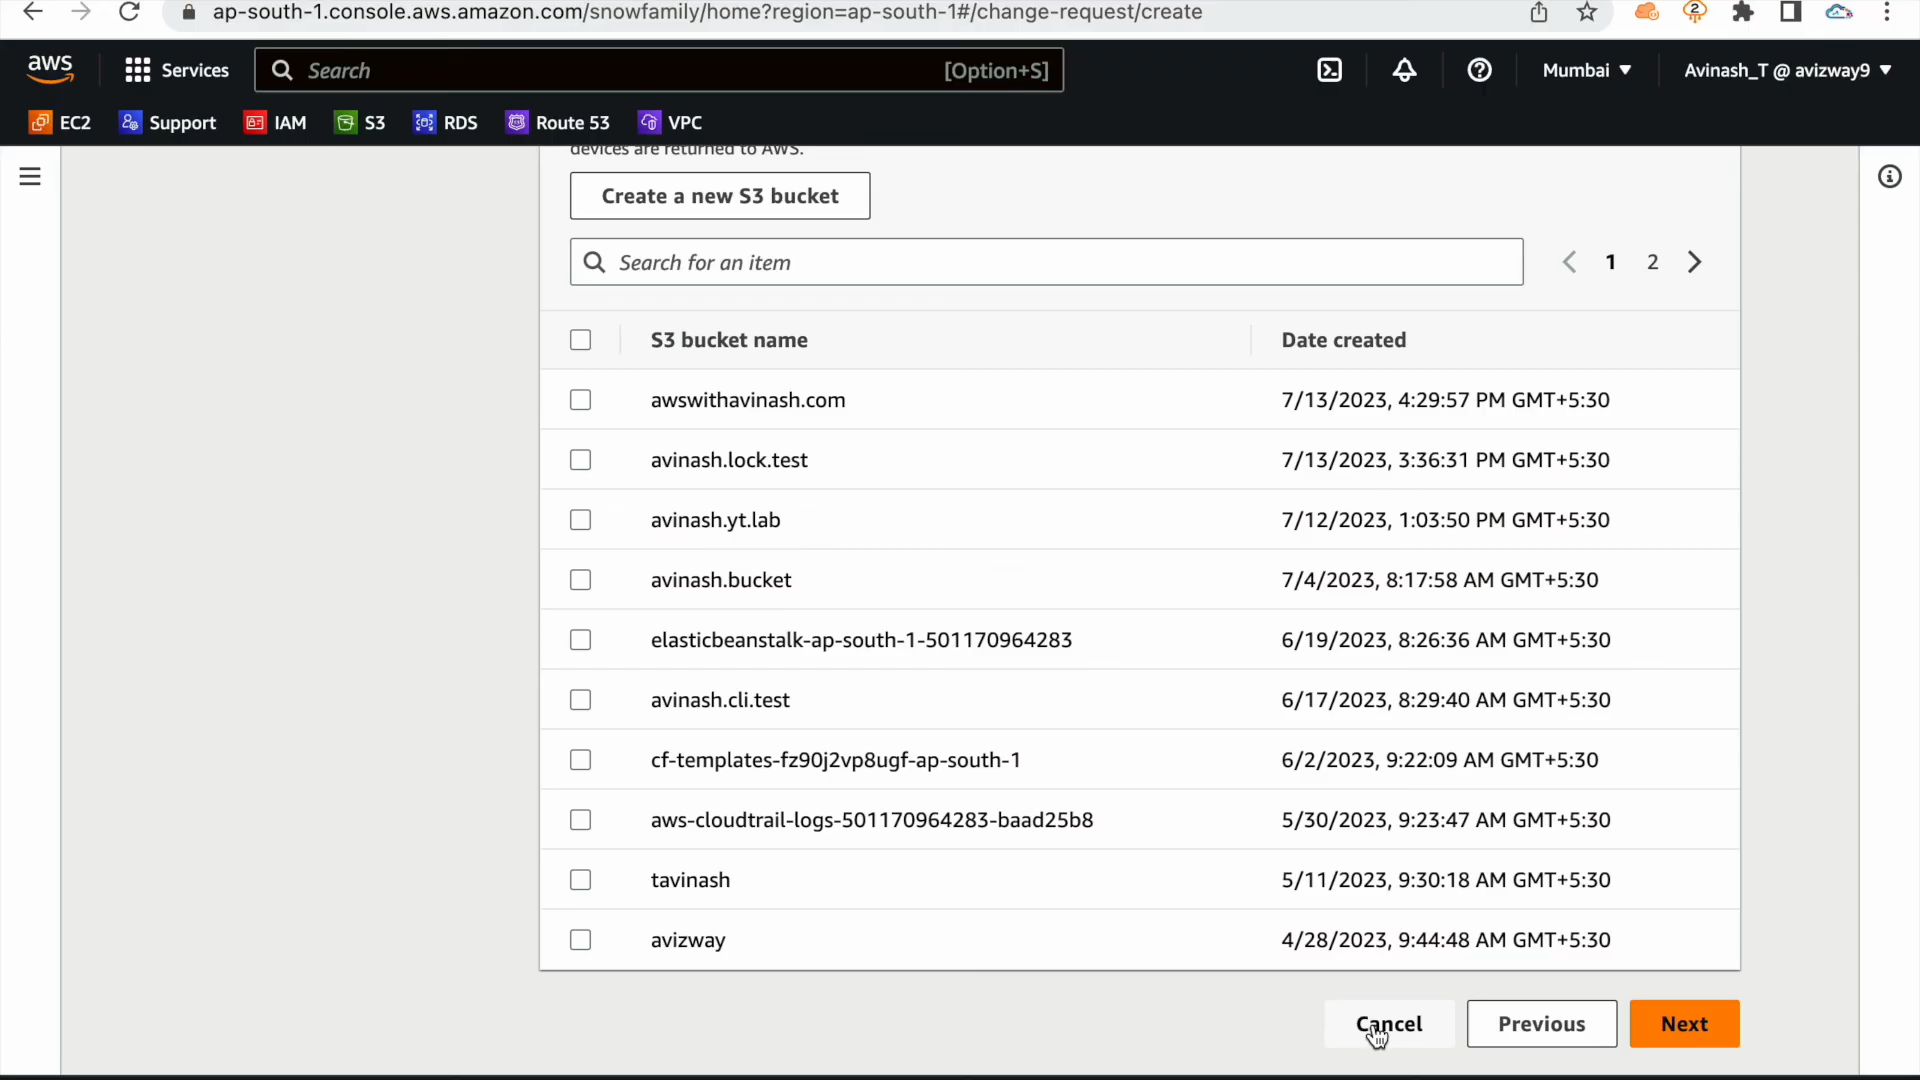 ap-south-1.console.aws.amazon.com/snowfamily/home?region=ap-south-1#/change-request/create
2
aws
Services
Search
[Option+S]
Mumbai
Avinash_T @ avizway9
EC2
Support
IAM
S3
RDS
Route 53
VPC
devices are returned to AWS.
Create a new S3 bucket
Search for an item
1 2
S3 bucket name Date created
awswithavinash.com 7/13/2023, 4:29:57 PM GMT+5:30
avinash.lock.test 7/13/2023, 3:36:31 PM GMT+5:30
avinash.yt.lab 7/12/2023, 1:03:50 PM GMT+5:30
avinash.bucket 7/4/2023, 8:17:58 AM GMT+5:30
elasticbeanstalk-ap-south-1-501170964283 6/19/2023, 8:26:36 AM GMT+5:30
avinash.cli.test 6/17/2023, 8:29:40 AM GMT+5:30
cf-templates-fz90j2vp8ugf-ap-south-1 6/2/2023, 9:22:09 AM GMT+5:30
aws-cloudtrail-logs-501170964283-baad25b8 5/30/2023, 9:23:47 AM GMT+5:30
tavinash 5/11/2023, 9:30:18 AM GMT+5:30
avizway 4/28/2023, 9:44:48 AM GMT+5:30
Cancel Previous Next